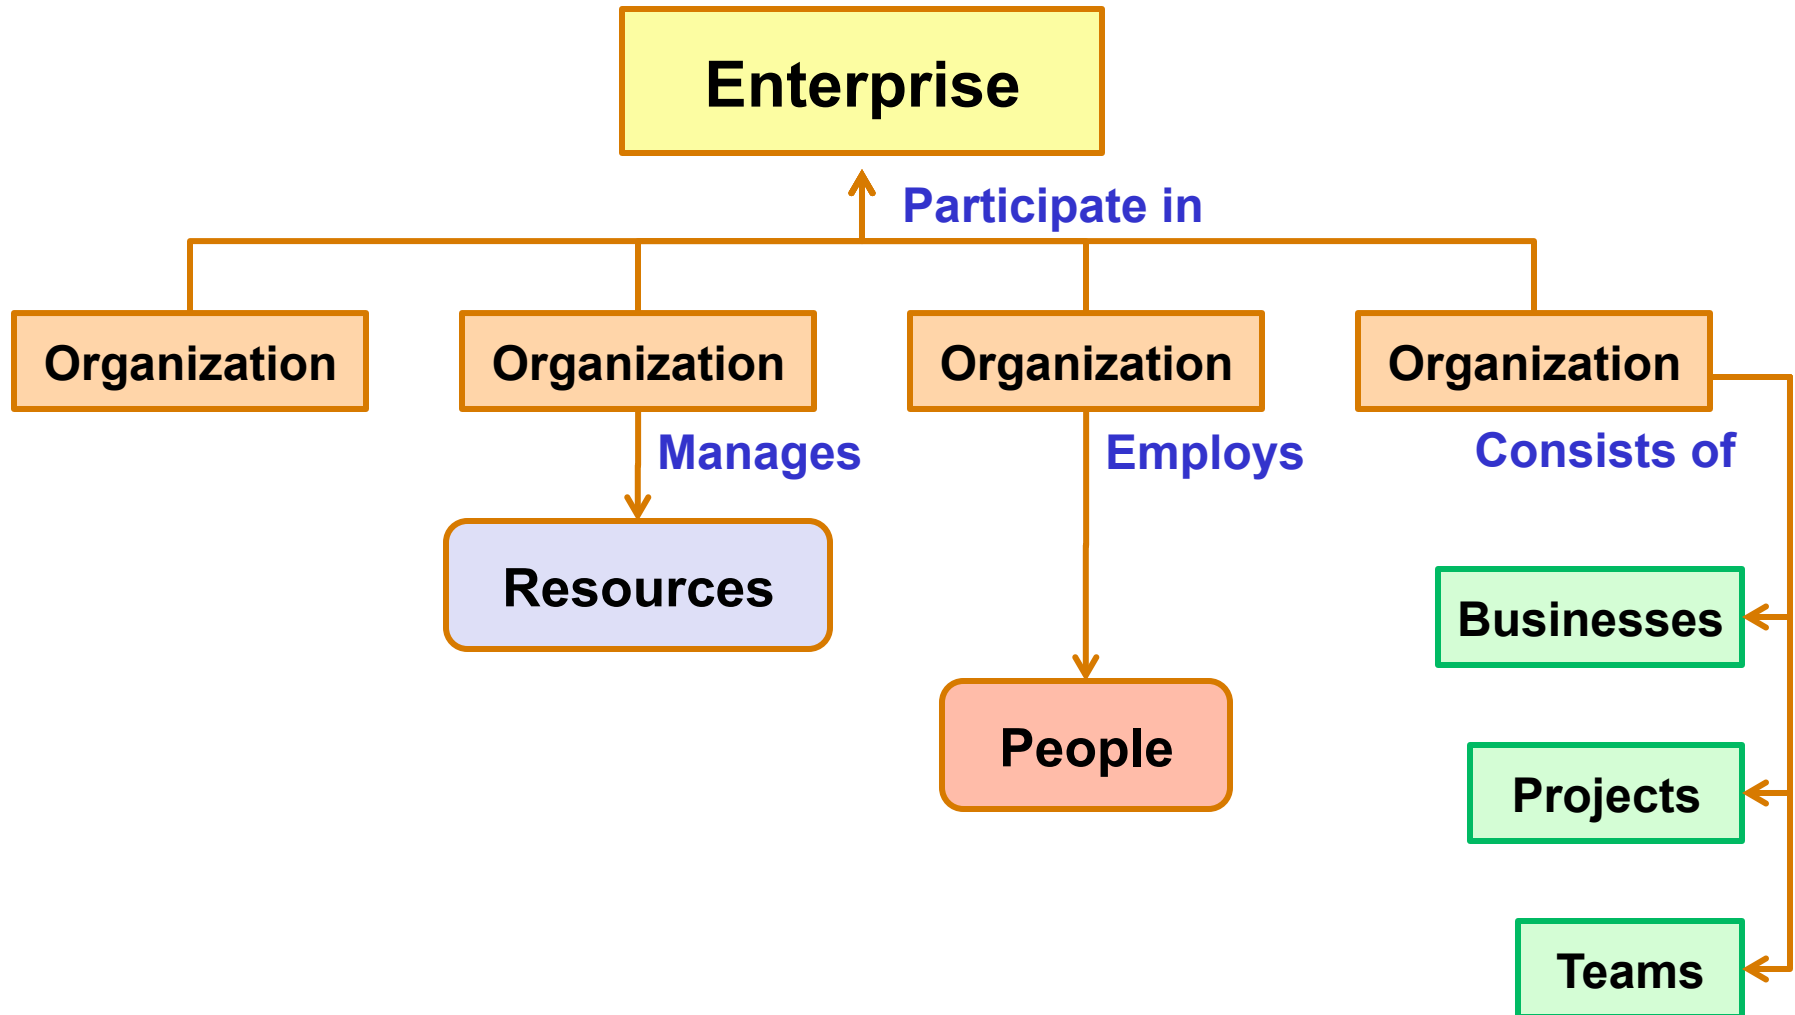 Enterprise
Participate in
Organization
Organization
Organization
Organization
Manages
Employs
Consists of
Resources
Businesses
People
Projects
Teams